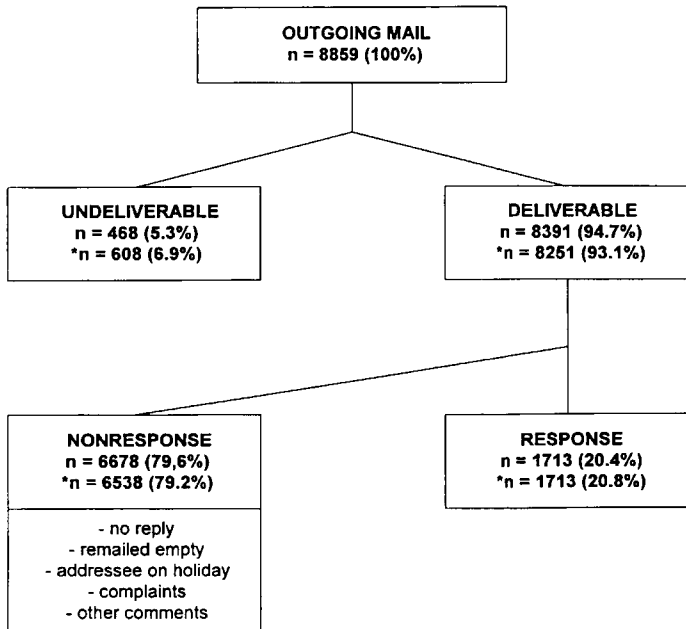 OUTGOING MAIL
n = 8859 (100%)
UNDELIVERABLE
n = 468 (5.3%)
*n = 608 (6.9%)
DELIVERABLE
n = 8391 (94.7%)
*n = 8251 (93.1%)
NONRESPONSE
n = 6678 (79,6%)
*n = 6538 (79.2%)
- no reply
- remailed empty
- addressee on holiday
- complaints
- other comments
RESPONSE
n = 1713 (20.4%)
*n = 1713 (20.8%)